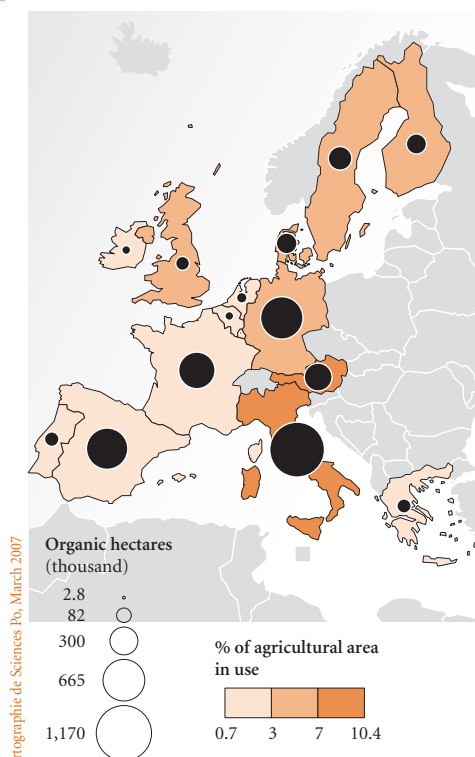 Organic hectares
(thousand)
2.8
82
300
665
1,170
% of agricultural area
in use
0.7 3 7 10.4
rtographie de Sciences Po, March 2007